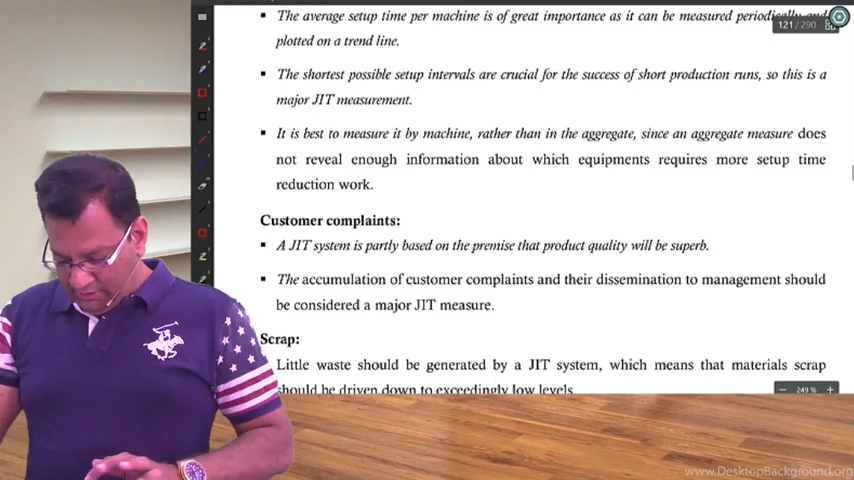 ▪ The average setup time per machine is of great importance as it can be measured periodically and
plotted on a trend line.
121 / 290
▪ The shortest possible setup intervals are crucial for the success of short production runs, so this is a
major JIT measurement.
▪ It is best to measure it by machine, rather than in the aggregate, since an aggregate measure does
not reveal enough information about which equipments requires more setup time
reduction work.
Customer complaints:
▪ A JIT system is partly based on the premise that product quality will be superb.
▪ The accumulation of customer complaints and their dissemination to management should
be considered a major JIT measure.
Scrap:
Little waste should be generated by a JIT system, which means that materials scrap
should be driven down to exceedingly low levels
249 %
www.DesktopBackground.org